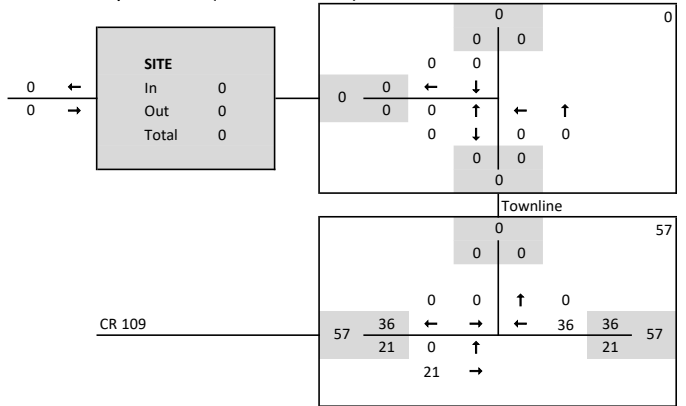 0 0
0 0
SITE 0 0
0 ← In 0 0 0 ← ↓
0 → Out 0 0 0 ↑ ← ↑
Total 0 0 ↓ 0 0
0 0
0
Townline
0 57
0 0
0 0 ↑ 0
CR 109 57 36 ← → ← 36 36 57
21 0 ↑ 21
21 →